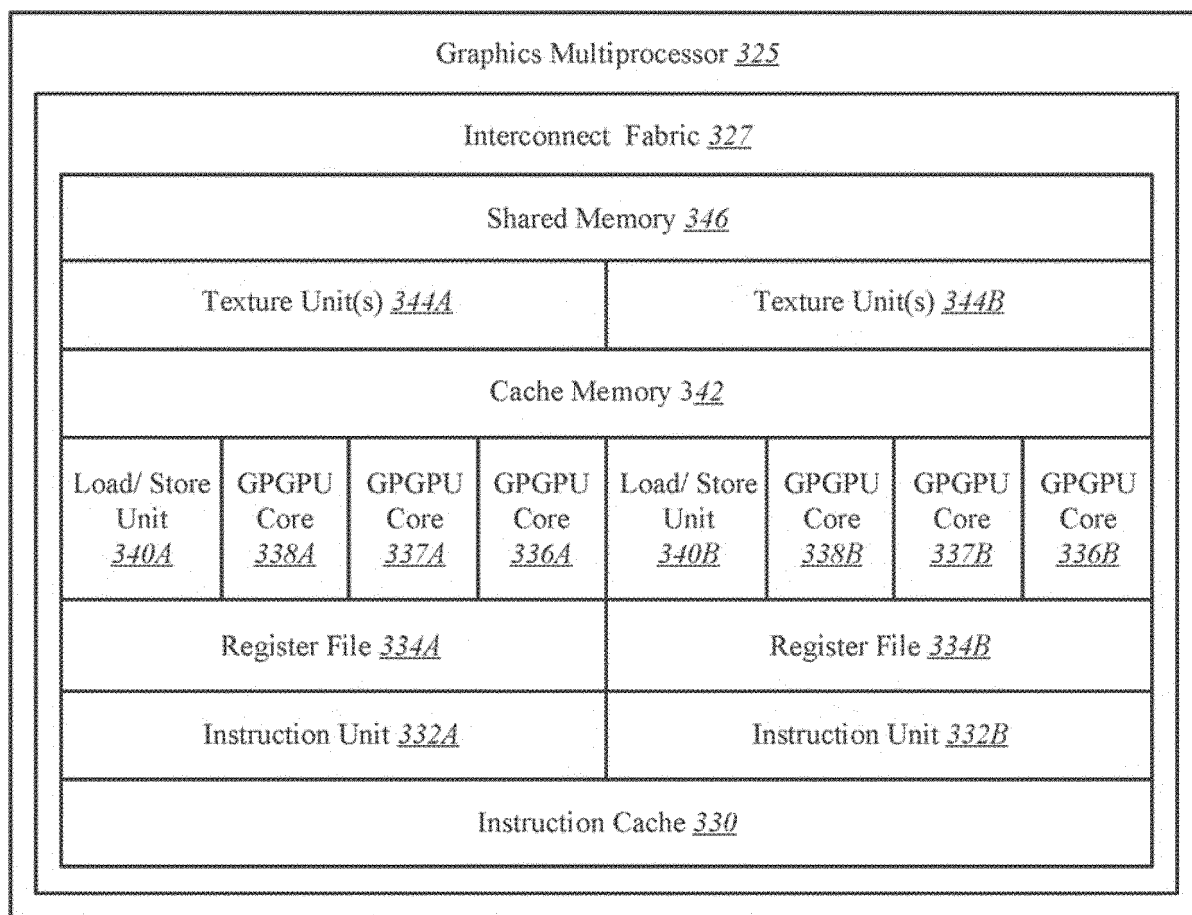 Graphics Multiprocessor 325
Interconnect Fabric 327
Shared Memory 346
Texture Unit(s) 344A
Texture Unit(s) 344B
Cache Memory 342
Load/ Store
Unit
340A
GPGPU
Core
338A
GPGPU
Core
337A
GPGPU
Core
336A
Load/ Store
Unit
340B
GPGPU
Core
338B
GPGPU
Core
337B
GPGPU
Core
336B
Register File 334A
Register File 334B
Instruction Unit 332A
Instruction Unit 332B
Instruction Cache 330